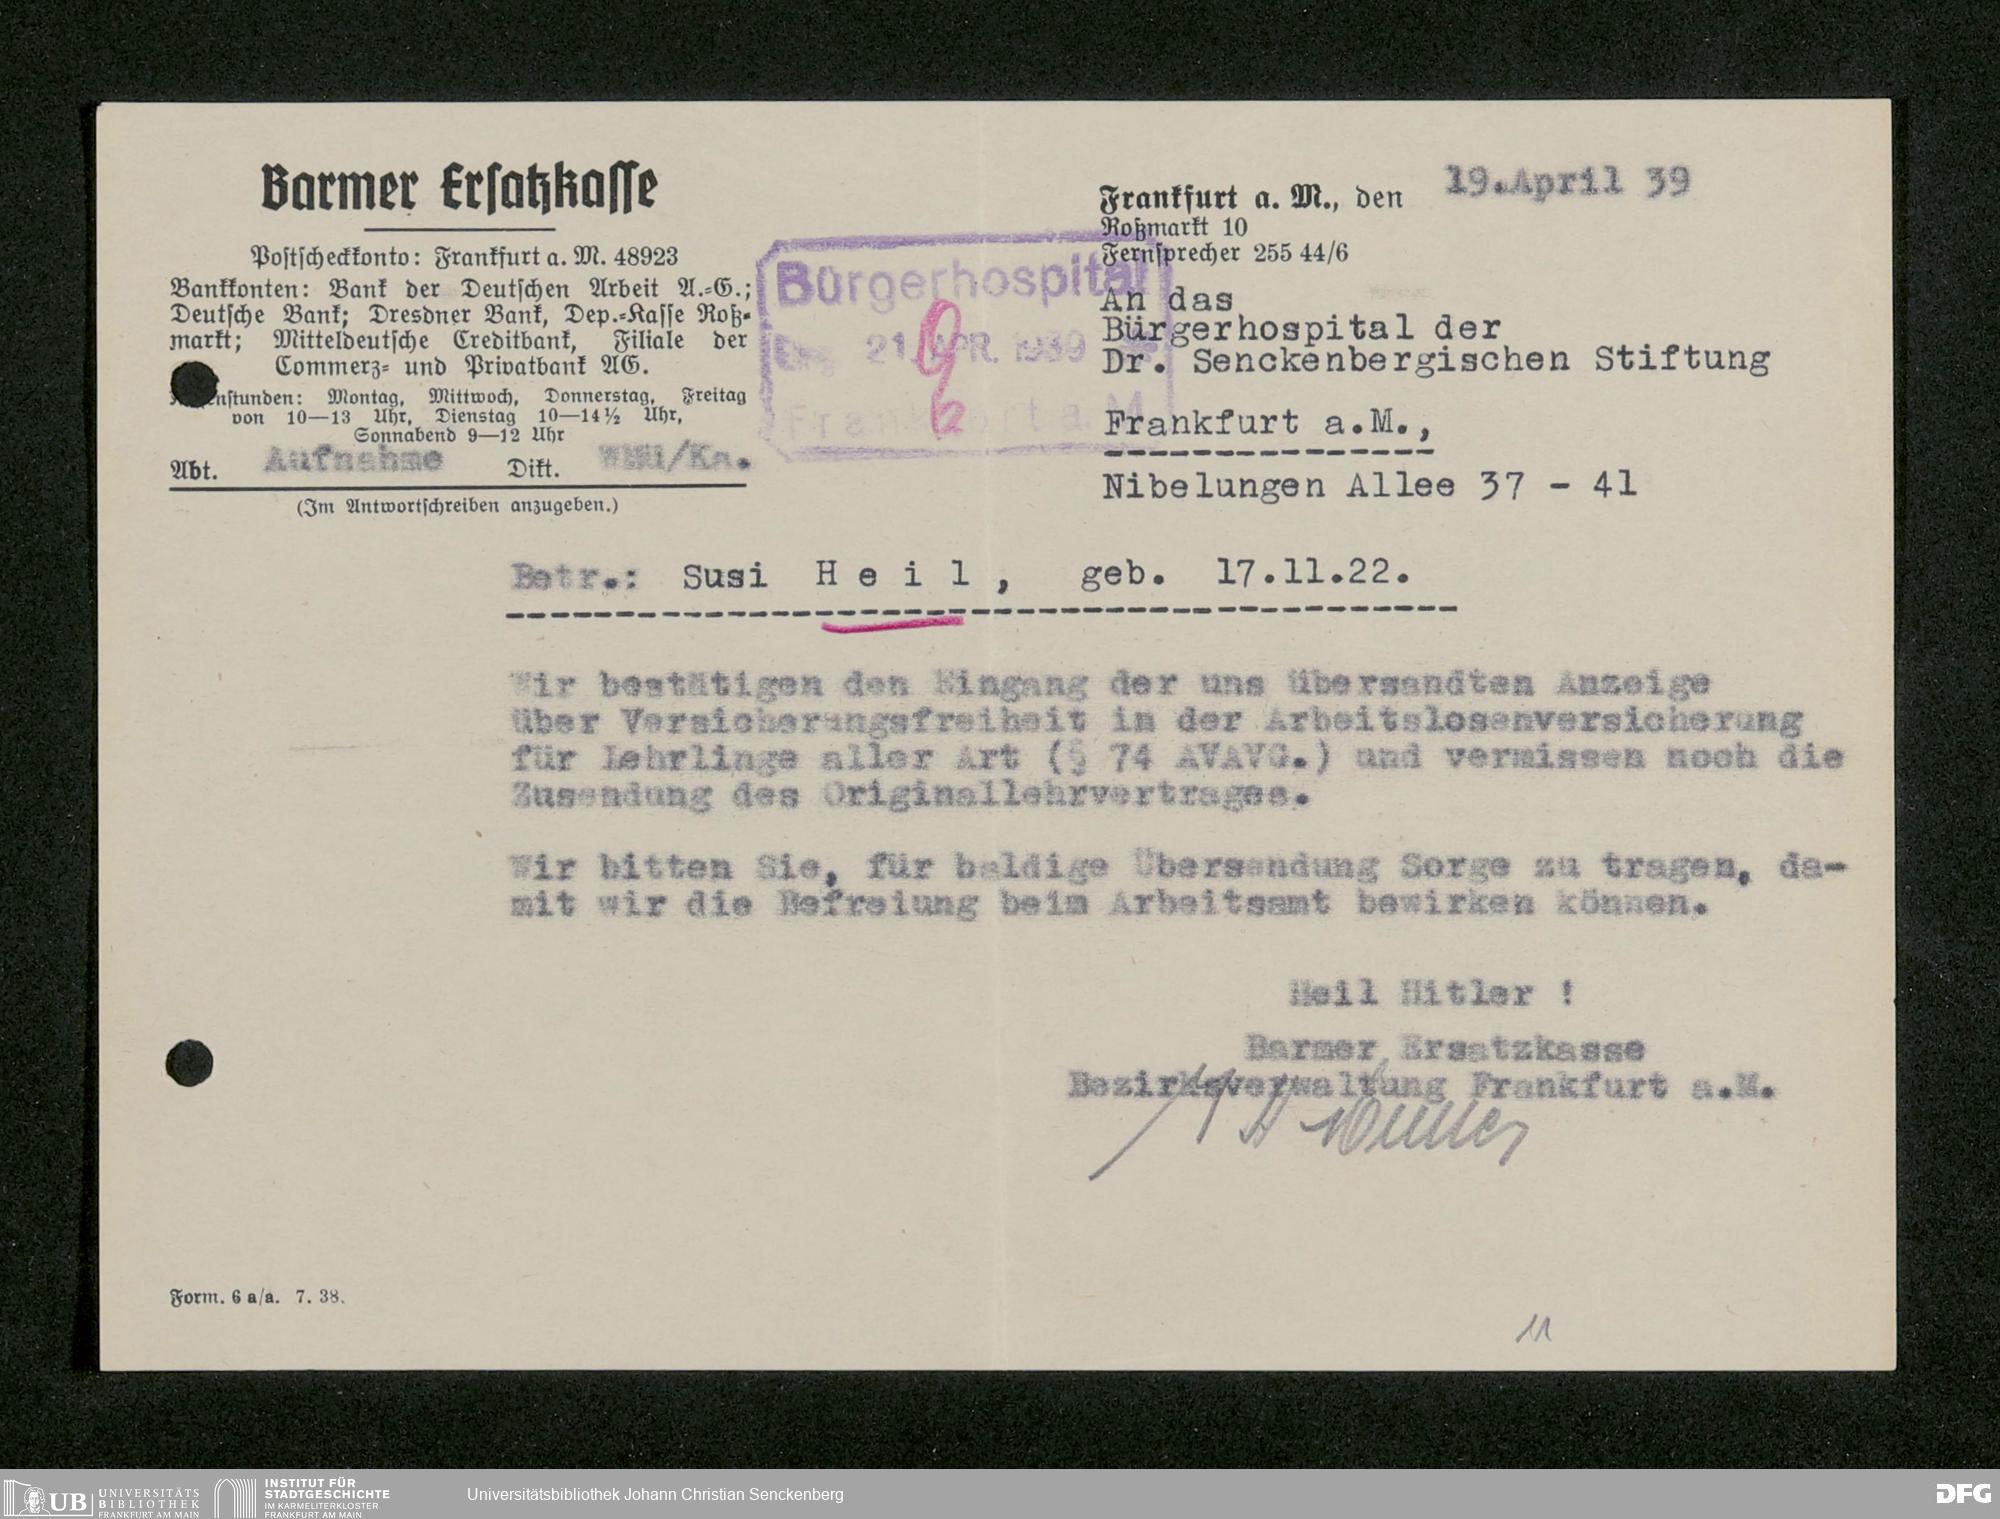 Barmer Ersatzkasse
Postscheckkonto: Frankfurt a. M. 48923
Bankkonten: Bank der Deutschen Arbeit A.-G.;
Deutsche Bank; Dresdner Bank, Dep.-Kasse Roß-
markt; Mitteldeutsche Creditbank, Filiale der
Commerz- und Privatbank AG.
nstunden: Montag, Mittwoch, Donnerstag, Freitag
von 10—13 Uhr, Dienstag 10—14½ Uhr,
Sonnabend 9—12 Uhr
Abt. Aufnahme Dikt. WMü/Ka.
(Im Antwortschreiben anzugeben.)
Bürgerhospital
Eing. 21. APR. 1939
Frankfurt a. M.
Frankfurt a. M., den 19.April 39
Roßmarkt 10
Fernsprecher 255 44/6
An das
Bürgerhospital der
Dr. Senckenbergischen Stiftung
Frankfurt a.M.,
Nibelungen Allee 37 - 41
Betr.: Susi H e i l , geb. 17.11.22.
Wir bestätigen den Eingang der uns übersandten Anzeige
über Versicherungsfreiheit in der Arbeitslosenversicherung
für Lehrlinge aller Art (§ 74 AVAVG.) und vermissen noch die
Zusendung des Originallehrvertrages.
Wir bitten Sie, für baldige Übersendung Sorge zu tragen, da-
mit wir die Befreiung beim Arbeitsamt bewirken können.
Heil Hitler !
Barmer Ersatzkasse
Bezirksverwaltung Frankfurt a.M.
Form. 6 a/a. 7. 38.
11
UB UNIVERSITÄTS
BIBLIOTHEK
FRANKFURT AM MAIN
INSTITUT FÜR
STADTGESCHICHTE
IM KARMELITERKLOSTER
FRANKFURT AM MAIN
Universitätsbibliothek Johann Christian Senckenberg
DFG